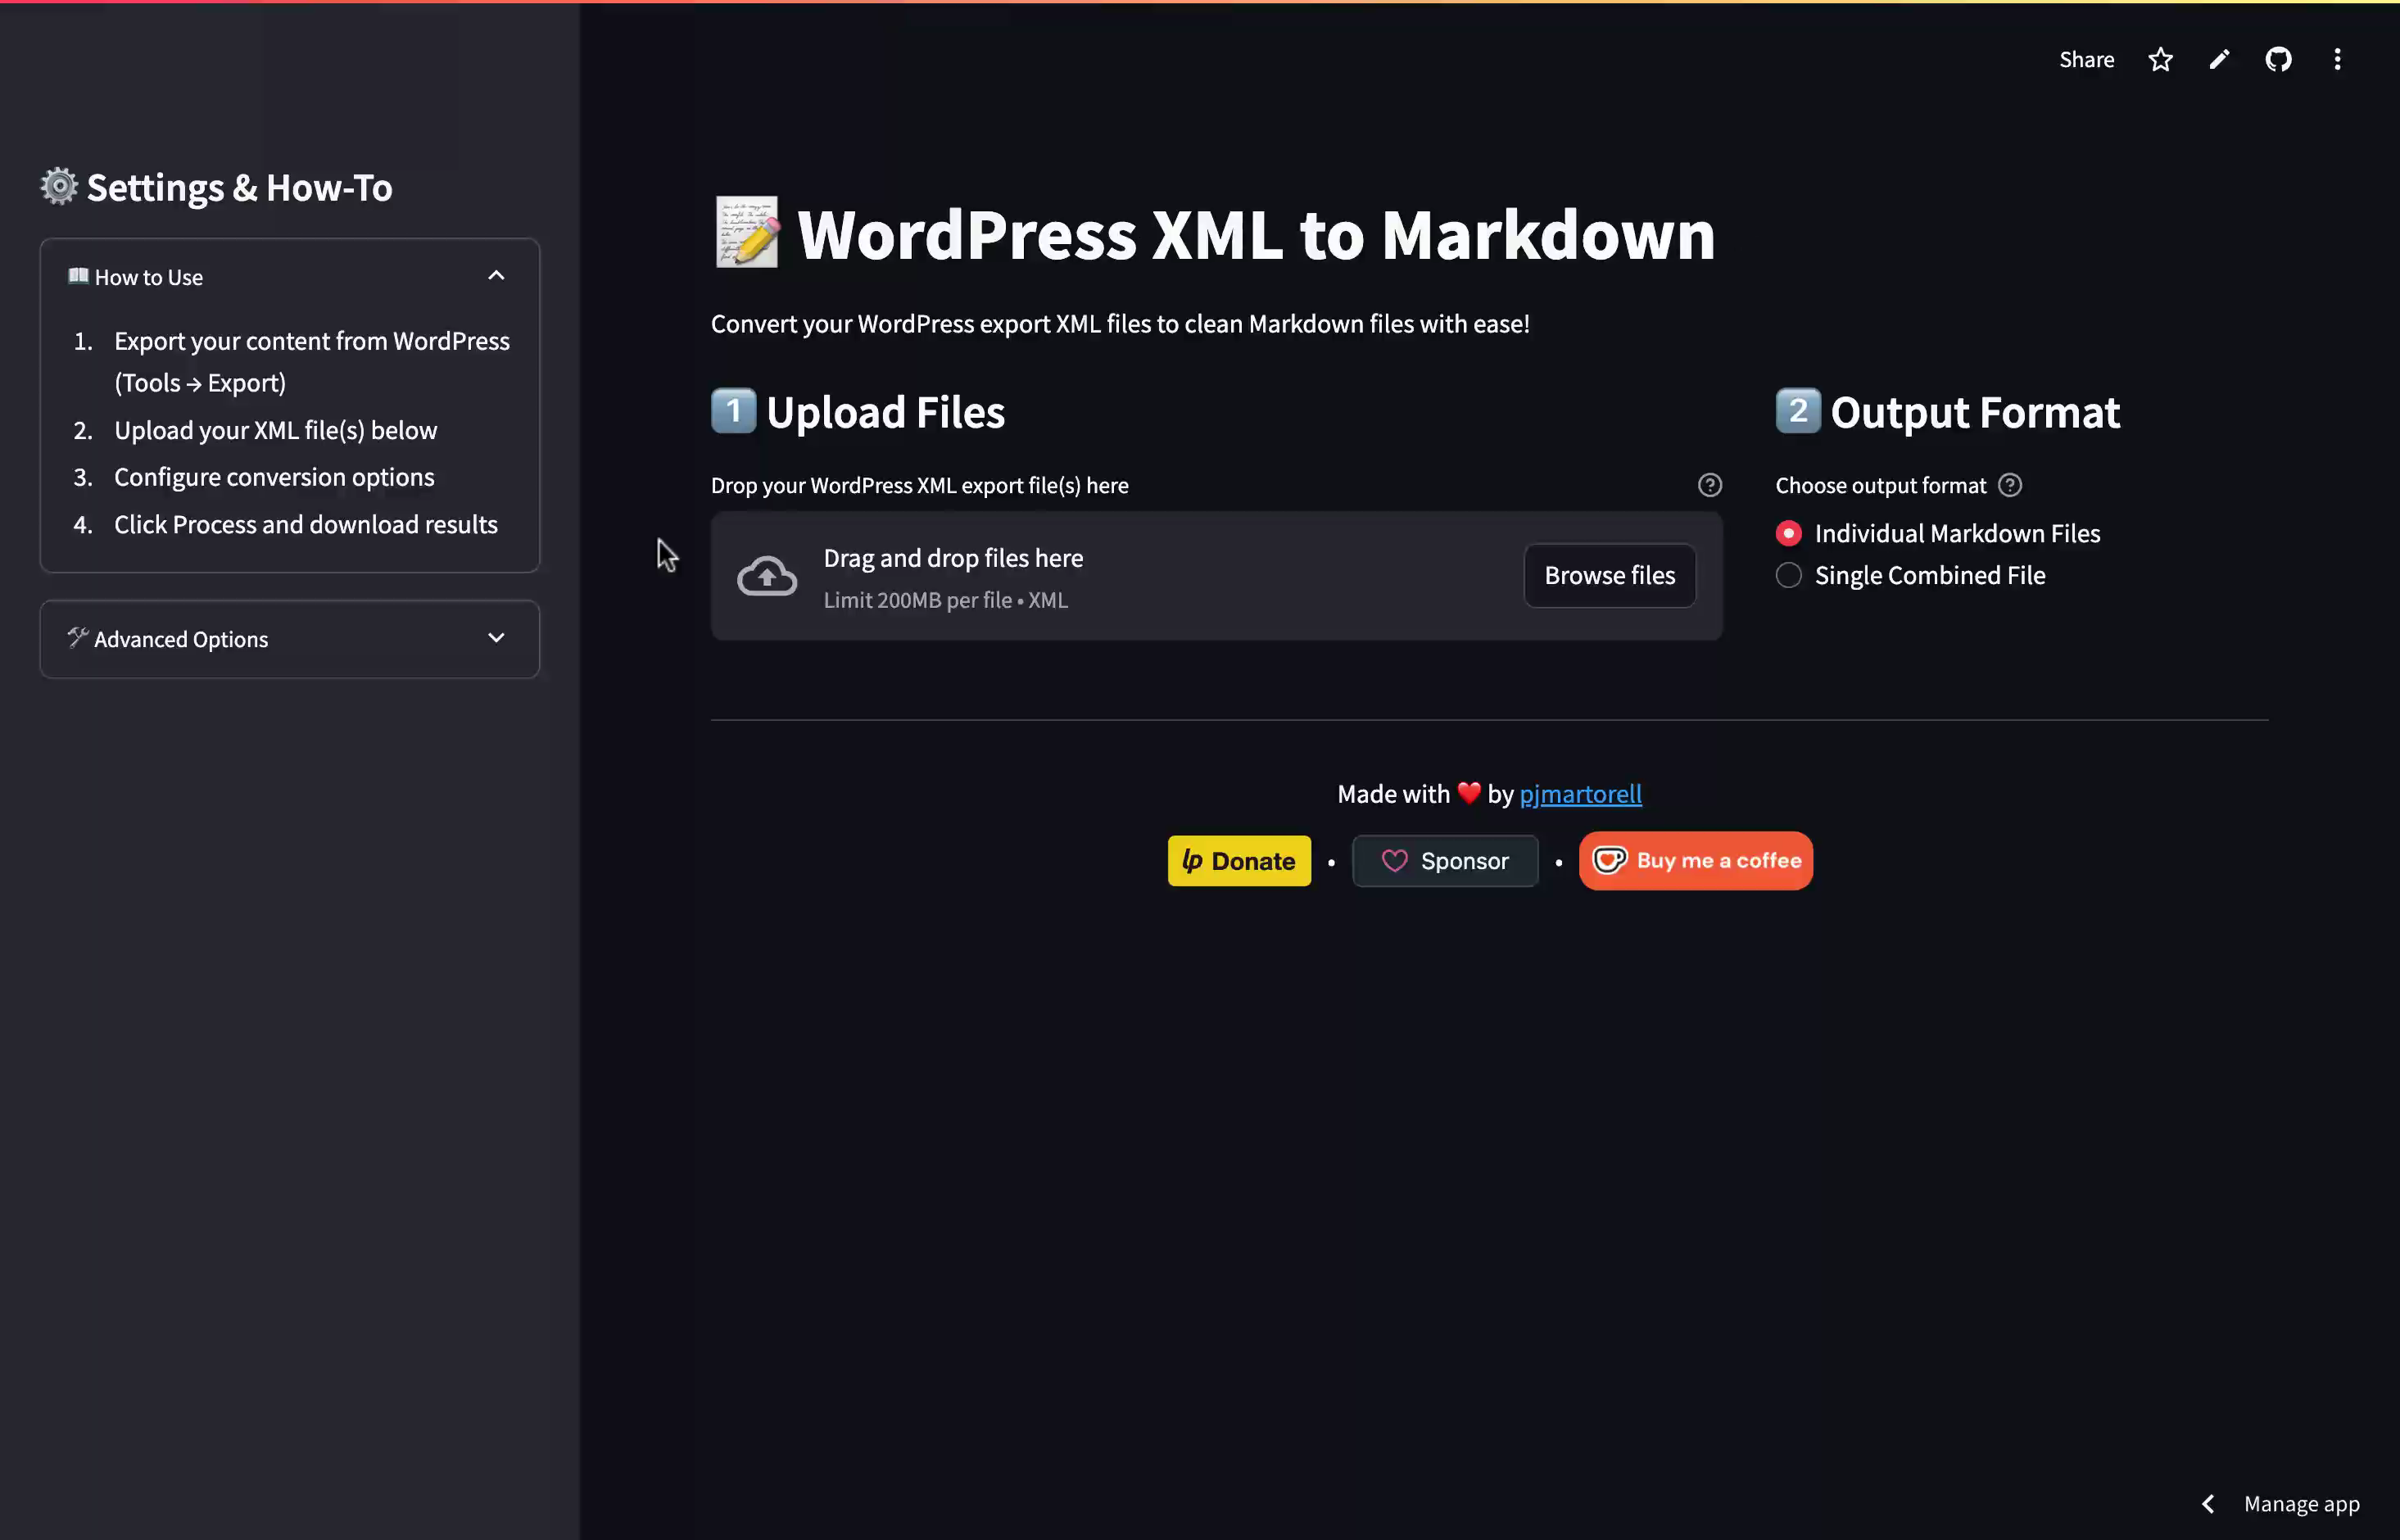 Share
Settings & How-To
How to Use
1. Export your content from WordPress
(Tools → Export)
2. Upload your XML file(s) below
3. Configure conversion options
4. Click Process and download results
Advanced Options
WordPress XML to Markdown
Convert your WordPress export XML files to clean Markdown files with ease!
1 Upload Files
Drop your WordPress XML export file(s) here
Drag and drop files here
Limit 200MB per file • XML
Browse files
2 Output Format
Choose output format
Individual Markdown Files
Single Combined File
Made with ❤️ by pjmartorell
Donate • Sponsor • Buy me a coffee
Manage app